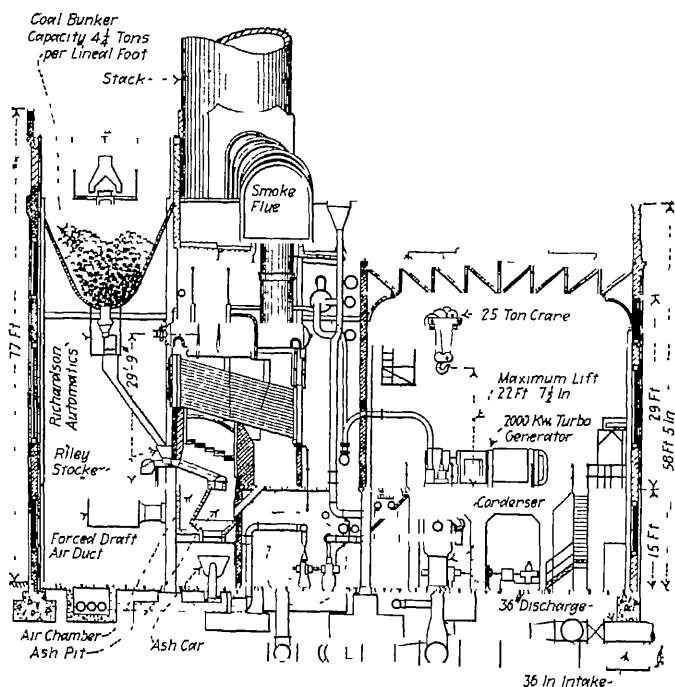 Coal Bunker
Capacity 4¼ Tons
per Lineal Foot
Stack
Smoke
Flue
77 Ft
25 Ton Crane
29'-9"
Richardson
Automatics
Maximum Lift
22 Ft 7½ In
2000 Kw. Turbo
Generator
29 Ft
58 Ft 5 In
Riley
Stocker
Conderser
15 Ft
Forced Draft
Air Duct
36" Discharge
Air Chamber
Ash Pit
Ash Car
36 In Intake